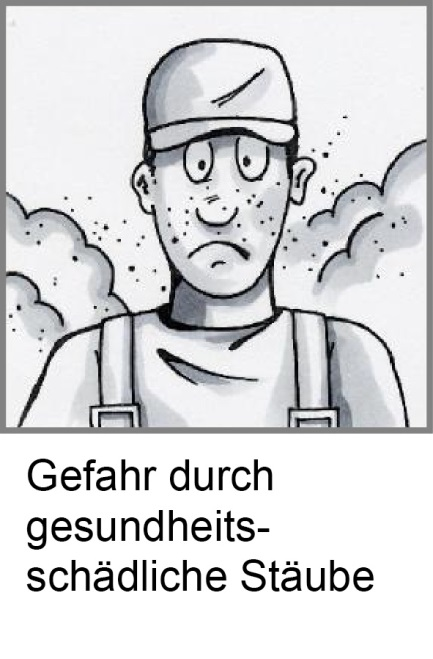 Gefahr durch
gesundheits-
schädliche Stäube